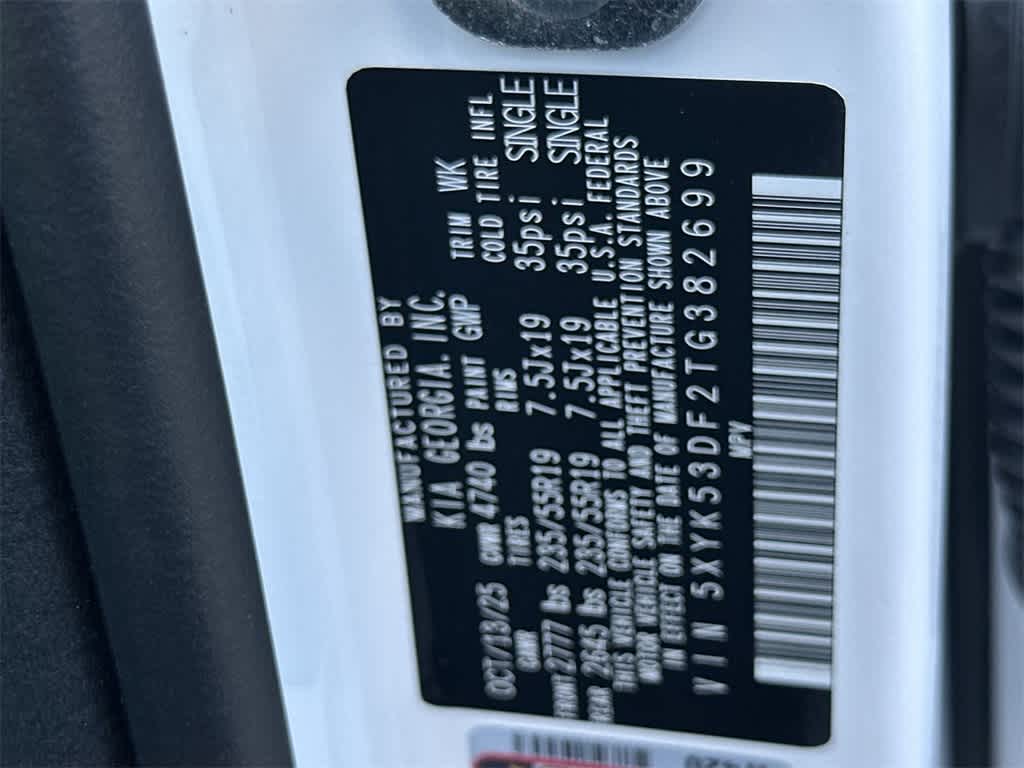 MANUFACTURED BY
KIA GEORGIA, INC.
OCT/13/25 GVWR 4740 lbs PAINT GWP TRIM WK
GAWR TIRES RIMS COLD TIRE INFL
FRONT 2777 lbs 235/55R19 7.5Jx19 35psi SINGLE
REAR 2645 lbs 235/55R19 7.5Jx19 35psi SINGLE
THIS VEHICLE CONFORMS TO ALL APPLICABLE U.S.A. FEDERAL
MOTOR VEHICLE SAFETY AND THEFT PREVENTION STANDARDS
IN EFFECT ON THE DATE OF MANUFACTURE SHOWN ABOVE
VIN 5XYK53DF2TG382699
MPV